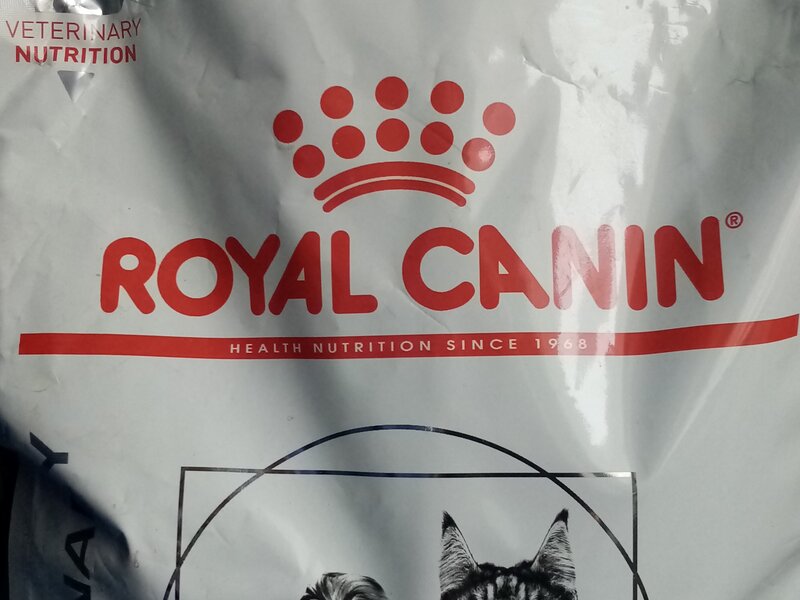 VETERINARY
NUTRITION
ROYAL CANIN®
HEALTH NUTRITION SINCE 1968